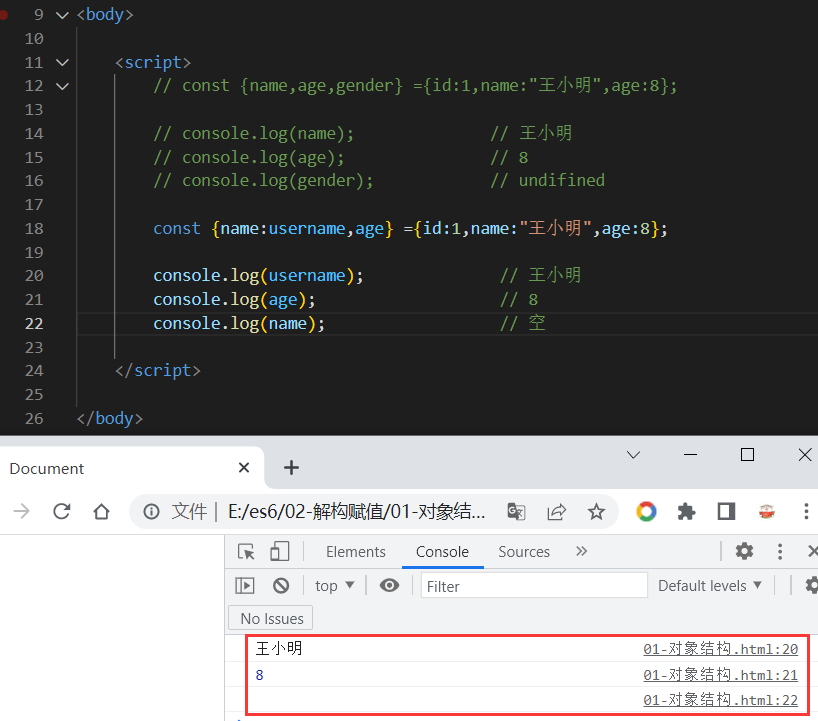 9 <body>
10
11 <script>
12 // const {name,age,gender} ={id:1,name:"王小明",age:8};
13
14 // console.log(name); // 王小明
15 // console.log(age); // 8
16 // console.log(gender); // undifined
17
18 const {name:username,age} ={id:1,name:"王小明",age:8};
19
20 console.log(username); // 王小明
21 console.log(age); // 8
22 console.log(name); // 空
23
24 </script>
25
26 </body>
Document
文件 | E:/es6/02-解构赋值/01-对象结...
Elements Console Sources
top Filter Default levels
No Issues
王小明 01-对象结构.html:20
8 01-对象结构.html:21
01-对象结构.html:22